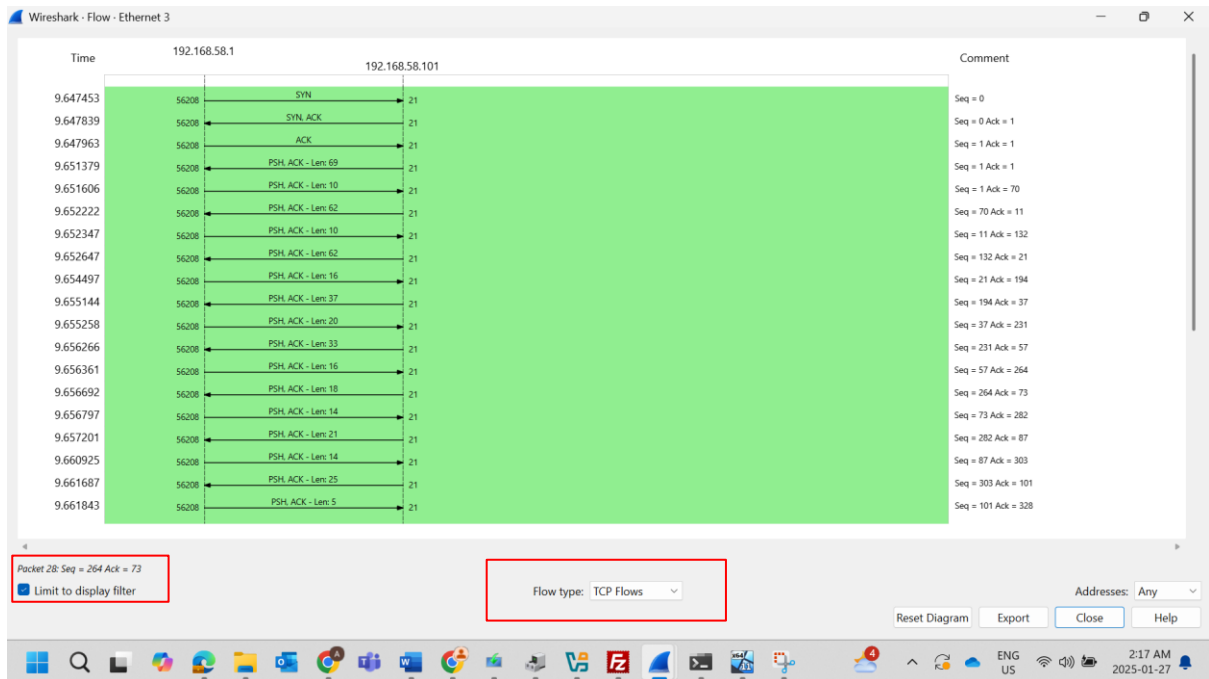 Wireshark · Flow · Ethernet 3
Time 192.168.58.1 192.168.58.101 Comment
9.647453 56208 SYN 21 Seq = 0
9.647839 56208 SYN, ACK 21 Seq = 0 Ack = 1
9.647963 56208 ACK 21 Seq = 1 Ack = 1
9.651379 56208 PSH, ACK - Len: 69 21 Seq = 1 Ack = 1
9.651606 56208 PSH, ACK - Len: 10 21 Seq = 1 Ack = 70
9.652222 56208 PSH, ACK - Len: 62 21 Seq = 70 Ack = 11
9.652347 56208 PSH, ACK - Len: 10 21 Seq = 11 Ack = 132
9.652647 56208 PSH, ACK - Len: 62 21 Seq = 132 Ack = 21
9.654497 56208 PSH, ACK - Len: 16 21 Seq = 21 Ack = 194
9.655144 56208 PSH, ACK - Len: 37 21 Seq = 194 Ack = 37
9.655258 56208 PSH, ACK - Len: 20 21 Seq = 37 Ack = 231
9.656266 56208 PSH, ACK - Len: 33 21 Seq = 231 Ack = 57
9.656361 56208 PSH, ACK - Len: 16 21 Seq = 57 Ack = 264
9.656692 56208 PSH, ACK - Len: 18 21 Seq = 264 Ack = 73
9.656797 56208 PSH, ACK - Len: 14 21 Seq = 73 Ack = 282
9.657201 56208 PSH, ACK - Len: 21 21 Seq = 282 Ack = 87
9.660925 56208 PSH, ACK - Len: 14 21 Seq = 87 Ack = 303
9.661687 56208 PSH, ACK - Len: 25 21 Seq = 303 Ack = 101
9.661843 56208 PSH, ACK - Len: 5 21 Seq = 101 Ack = 328
Packet 28: Seq = 264 Ack = 73
Limit to display filter Flow type: TCP Flows Addresses: Any
Reset Diagram Export Close Help
4 ENG 2:17 AM
US 2025-01-27